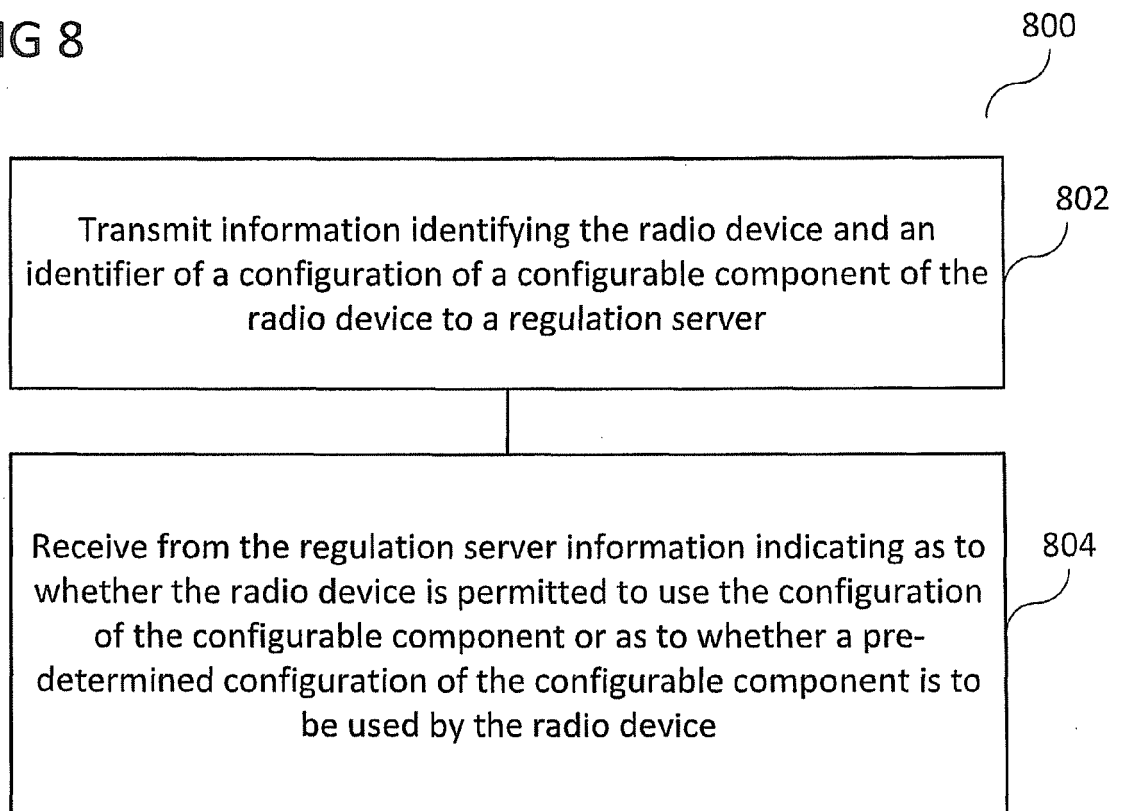 IG 8
800
802
Transmit information identifying the radio device and an
identifier of a configuration of a configurable component of the
radio device to a regulation server
Receive from the regulation server information indicating as to
whether the radio device is permitted to use the configuration
of the configurable component or as to whether a pre-
determined configuration of the configurable component is to
be used by the radio device
804